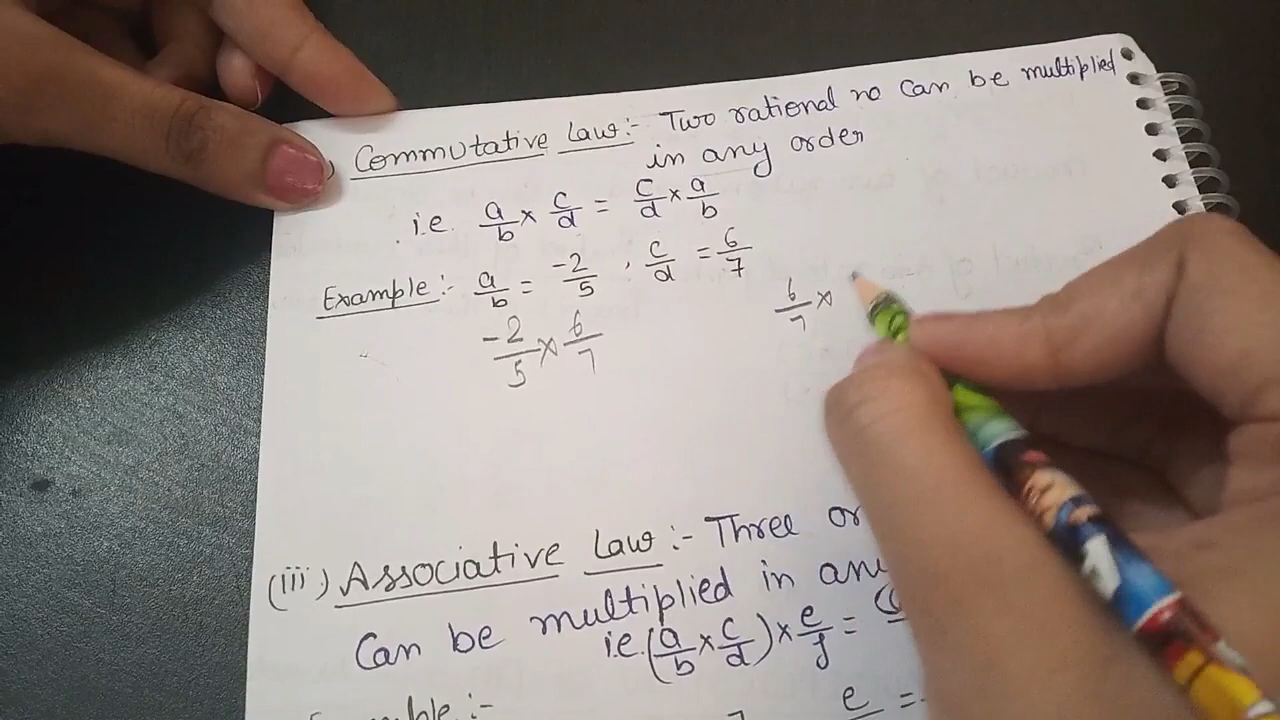 ) Commutative Law:- Two rational no can be multiplied
in any order
i.e. a/b × c/d = c/d × a/b
Example:- a/b = -2/5 , c/d = 6/7
-2/5 × 6/7 6/7 ×
(iii) Associative Law:- Three or
Can be multiplied in any
i.e. (a/b × c/d) × e/f =
e =